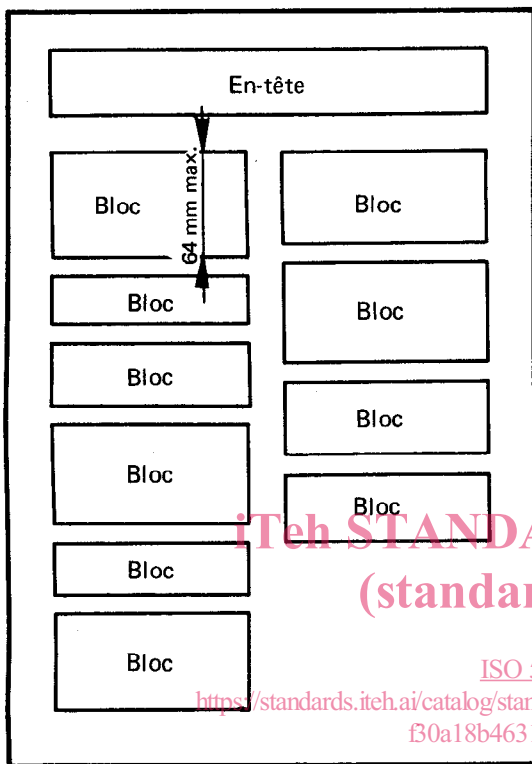 En-tête
64 mm max.
Bloc
Bloc
Bloc
Bloc
Bloc
Bloc
Bloc
Bloc
Bloc
Bloc
iTeh STANDA
(standar
ISO
https://standards.iteh.ai/catalog/stan
f30a18b463